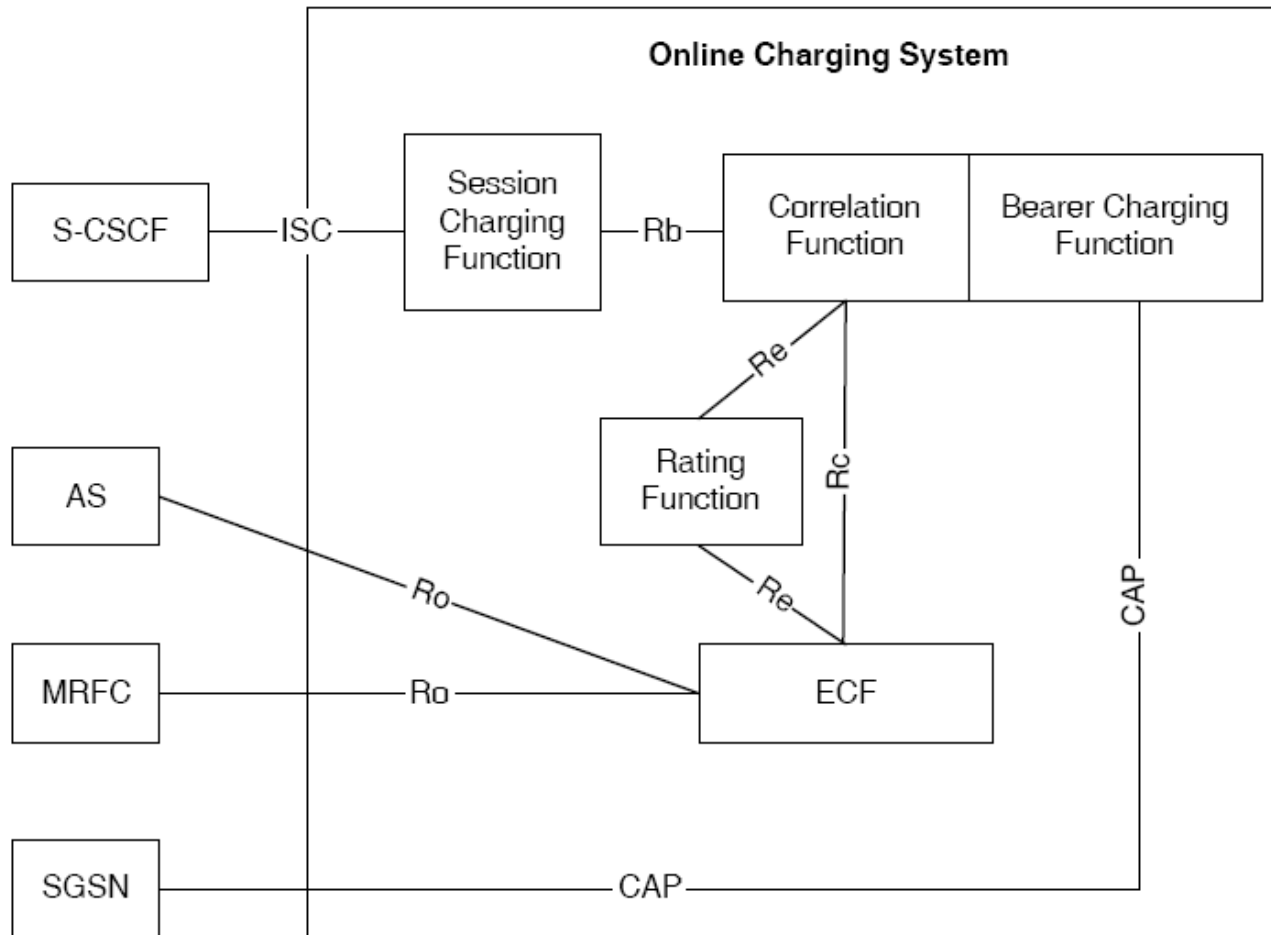 Online Charging System
S-CSCF
ISC
Session
Charging
Function
Rb
Correlation
Function
Bearer Charging
Function
Re
Rating
Function
Rc
AS
Ro
Re
CAP
MRFC
Ro
ECF
SGSN
CAP